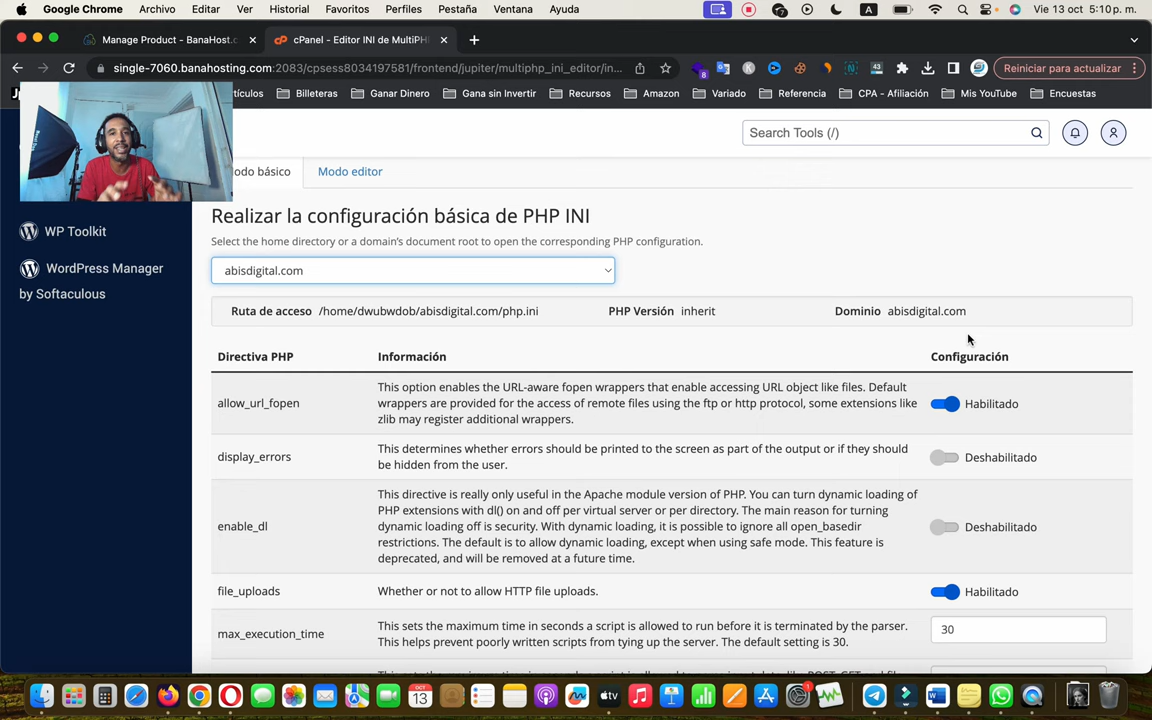 Google Chrome Archivo Editar Ver Historial Favoritos Perfiles Pestaña Ventana Ayuda
A Vie 13 oct 5:10 p. m.
Manage Product - BanaHost.c
cPanel - Editor INI de MultiPHI
single-7060.banahosting.com:2083/cpsess8034197581/frontend/jupiter/multiphp_ini_editor/in...
8
43
Reiniciar para actualizar
Billeteras Ganar Dinero Gana sin Invertir Recursos Amazon Variado Referencia CPA - Afiliación Mis YouTube Encuestas
Search Tools (/)
odo básico Modo editor
Realizar la configuración básica de PHP INI
Select the home directory or a domain's document root to open the corresponding PHP configuration.
WP Toolkit
WordPress Manager
by Softaculous
abisdigital.com
Ruta de acceso /home/dwubwdob/abisdigital.com/php.ini PHP Versión inherit Dominio abisdigital.com
Directiva PHP Información Configuración
allow_url_fopen
This option enables the URL-aware fopen wrappers that enable accessing URL object like files. Default
wrappers are provided for the access of remote files using the ftp or http protocol, some extensions like
zlib may register additional wrappers.
Habilitado
display_errors
This determines whether errors should be printed to the screen as part of the output or if they should
be hidden from the user.
Deshabilitado
enable_dl
This directive is really only useful in the Apache module version of PHP. You can turn dynamic loading of
PHP extensions with dl() on and off per virtual server or per directory. The main reason for turning
dynamic loading off is security. With dynamic loading, it is possible to ignore all open_basedir
restrictions. The default is to allow dynamic loading, except when using safe mode. This feature is
deprecated, and will be removed at a future time.
Deshabilitado
file_uploads
Whether or not to allow HTTP file uploads.
Habilitado
max_execution_time
This sets the maximum time in seconds a script is allowed to run before it is terminated by the parser.
This helps prevent poorly written scripts from tying up the server. The default setting is 30.
30
OCT
13
tv
1